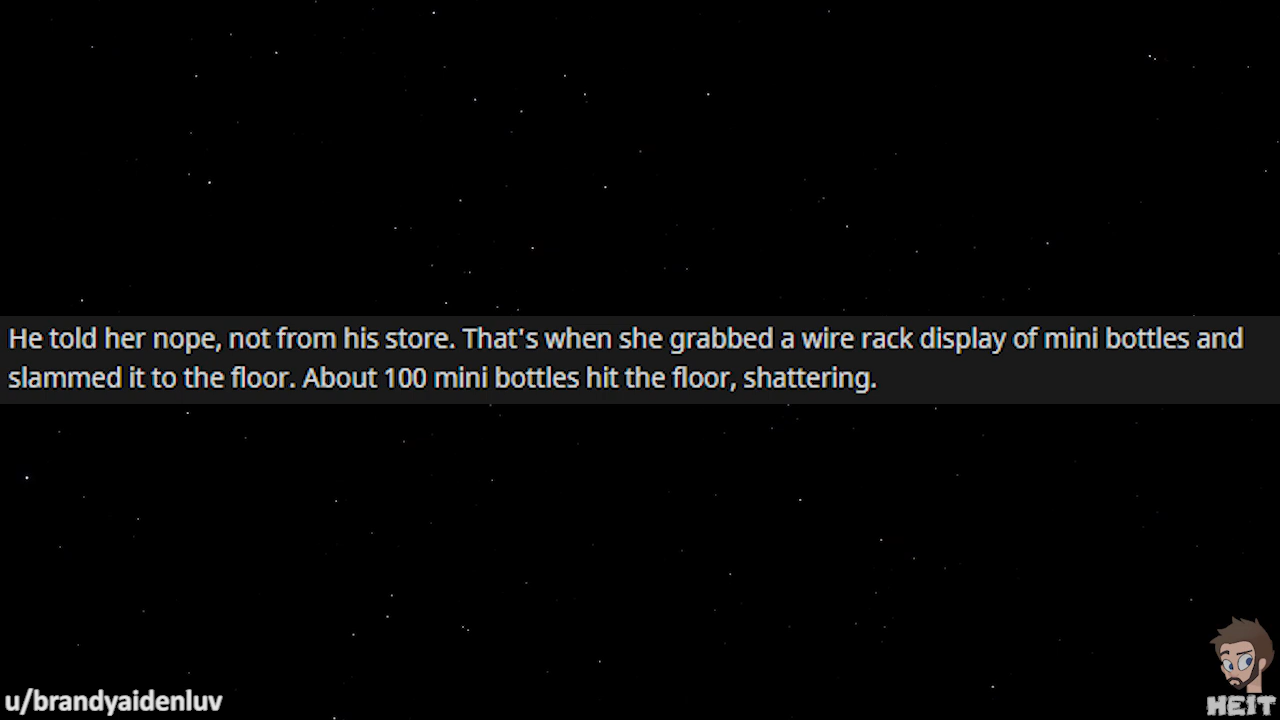 He told her nope, not from his store. That's when she grabbed a wire rack display of mini bottles and
slammed it to the floor. About 100 mini bottles hit the floor, shattering.
u/brandyaidenluv
HEIT